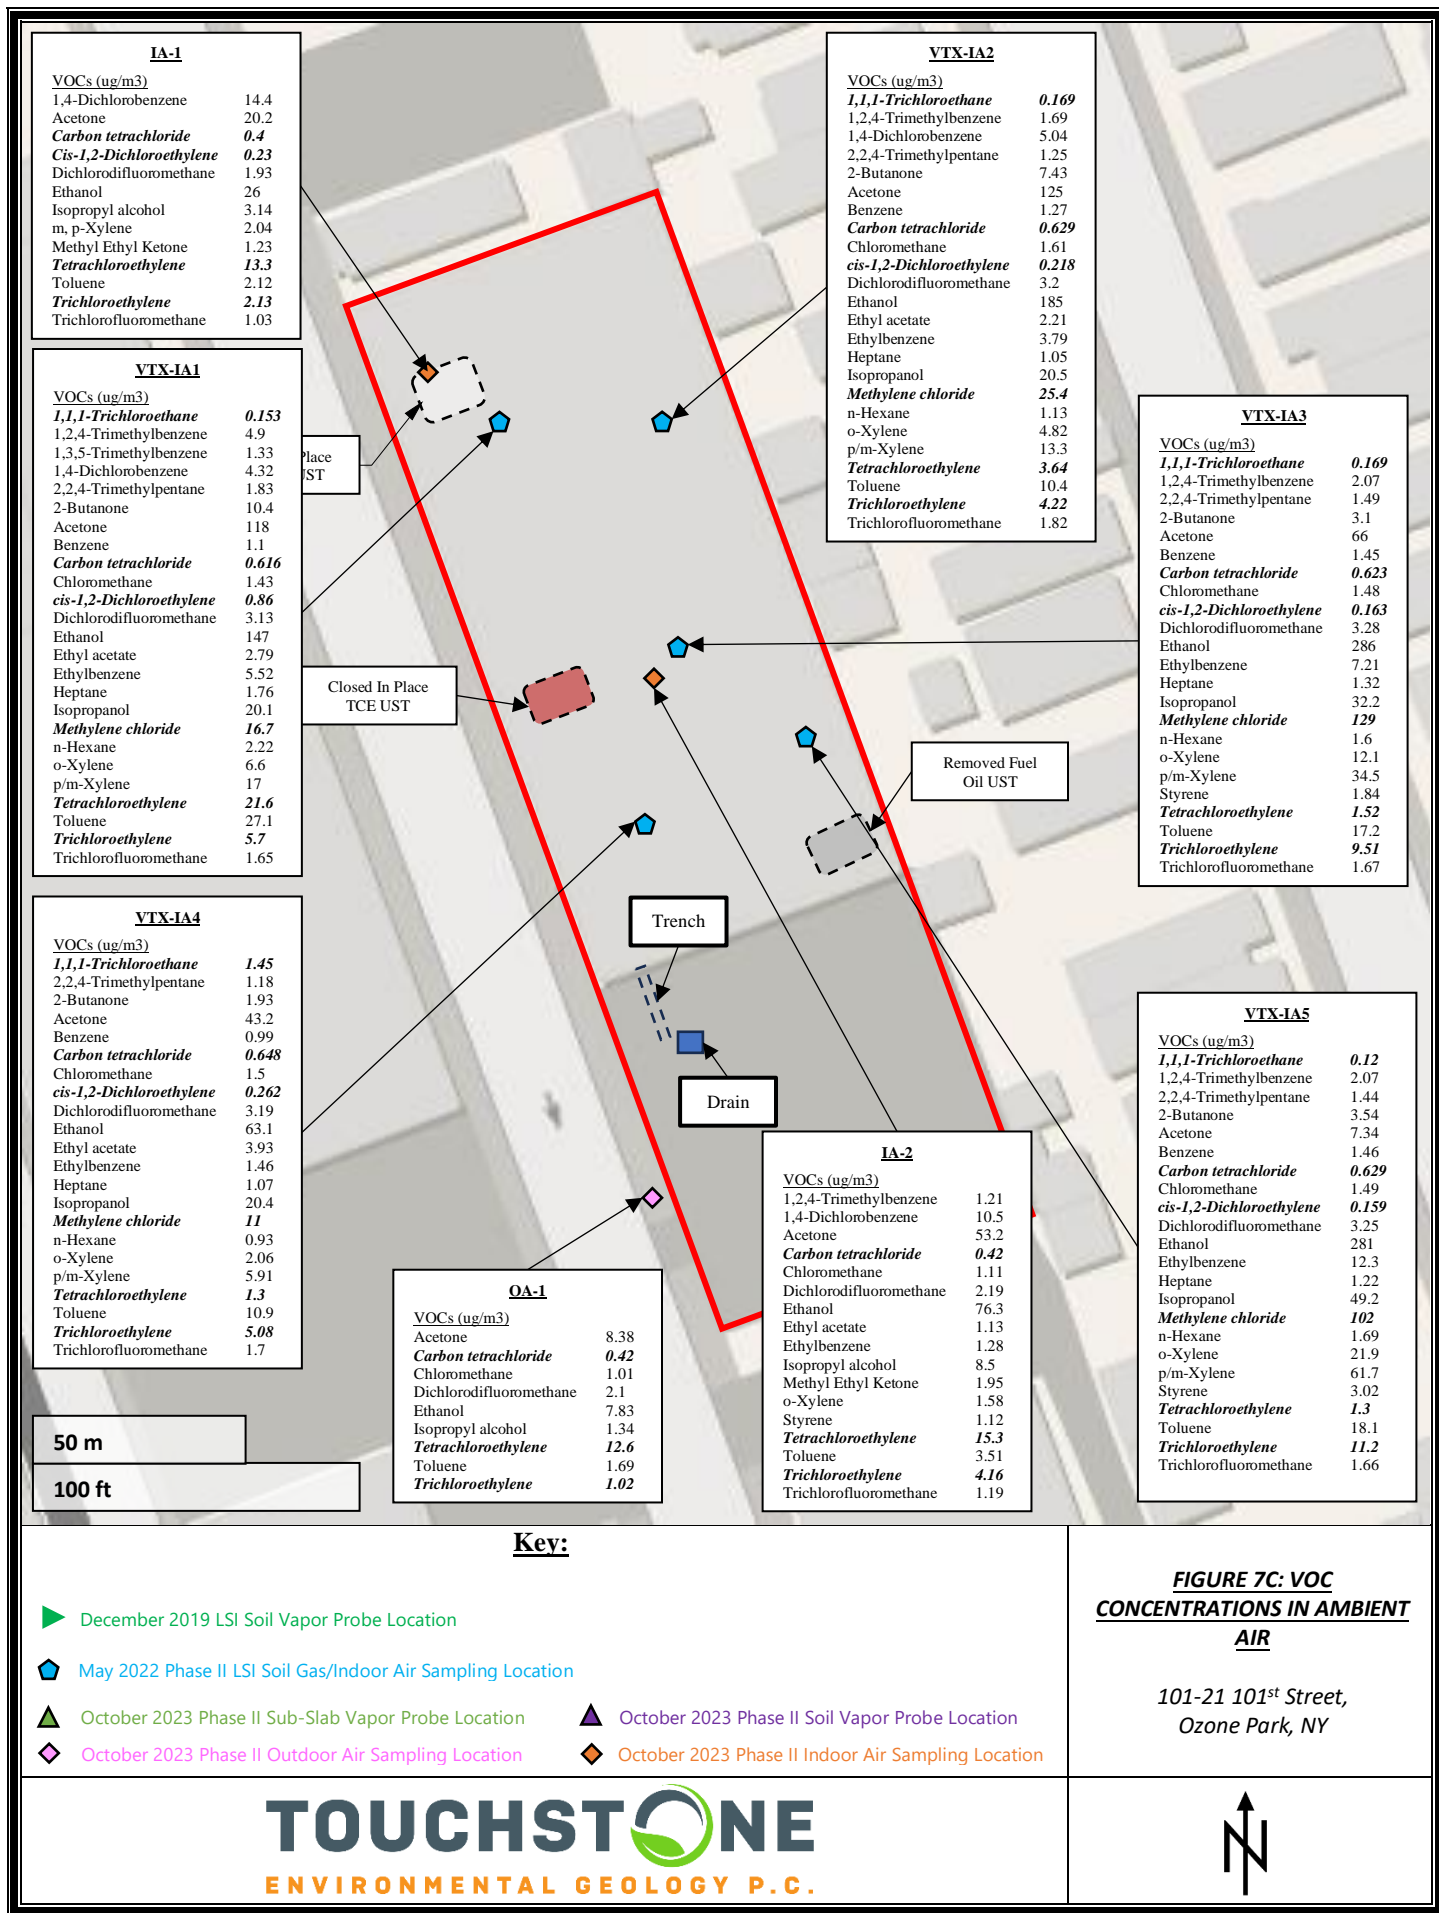 IA-1
VOCs (ug/m3)
1,4-Dichlorobenzene 14.4
Acetone 20.2
Carbon tetrachloride 0.4
Cis-1,2-Dichloroethylene 0.23
Dichlorodifluoromethane 1.93
Ethanol 26
Isopropyl alcohol 3.14
m, p-Xylene 2.04
Methyl Ethyl Ketone 1.23
Tetrachloroethylene 13.3
Toluene 2.12
Trichloroethylene 2.13
Trichlorofluoromethane 1.03
VTX-IA1
VOCs (ug/m3)
1,1,1-Trichloroethane 0.153
1,2,4-Trimethylbenzene 4.9
1,3,5-Trimethylbenzene 1.33
1,4-Dichlorobenzene 4.32
2,2,4-Trimethylpentane 1.83
2-Butanone 10.4
Acetone 118
Benzene 1.1
Carbon tetrachloride 0.616
Chloromethane 1.43
cis-1,2-Dichloroethylene 0.86
Dichlorodifluoromethane 3.13
Ethanol 147
Ethyl acetate 2.79
Ethylbenzene 5.52
Heptane 1.76
Isopropanol 20.1
Methylene chloride 16.7
n-Hexane 2.22
o-Xylene 6.6
p/m-Xylene 17
Tetrachloroethylene 21.6
Toluene 27.1
Trichloroethylene 5.7
Trichlorofluoromethane 1.65
VTX-IA4
VOCs (ug/m3)
1,1,1-Trichloroethane 1.45
2,2,4-Trimethylpentane 1.18
2-Butanone 1.93
Acetone 43.2
Benzene 0.99
Carbon tetrachloride 0.648
Chloromethane 1.5
cis-1,2-Dichloroethylene 0.262
Dichlorodifluoromethane 3.19
Ethanol 63.1
Ethyl acetate 3.93
Ethylbenzene 1.46
Heptane 1.07
Isopropanol 20.4
Methylene chloride 11
n-Hexane 0.93
o-Xylene 2.06
p/m-Xylene 5.91
Tetrachloroethylene 1.3
Toluene 10.9
Trichloroethylene 5.08
Trichlorofluoromethane 1.7
50 m
100 ft
Place
UST
Closed In Place
TCE UST
Removed Fuel
Oil UST
Trench
Drain
OA-1
VOCs (ug/m3)
Acetone 8.38
Carbon tetrachloride 0.42
Chloromethane 1.01
Dichlorodifluoromethane 2.1
Ethanol 7.83
Isopropyl alcohol 1.34
Tetrachloroethylene 12.6
Toluene 1.69
Trichloroethylene 1.02
IA-2
VOCs (ug/m3)
1,2,4-Trimethylbenzene 1.21
1,4-Dichlorobenzene 10.5
Acetone 53.2
Carbon tetrachloride 0.42
Chloromethane 1.11
Dichlorodifluoromethane 2.19
Ethanol 76.3
Ethyl acetate 1.13
Ethylbenzene 1.28
Isopropyl alcohol 8.5
Methyl Ethyl Ketone 1.95
o-Xylene 1.58
Styrene 1.12
Tetrachloroethylene 15.3
Toluene 3.51
Trichloroethylene 4.16
Trichlorofluoromethane 1.19
VTX-IA2
VOCs (ug/m3)
1,1,1-Trichloroethane 0.169
1,2,4-Trimethylbenzene 1.69
1,4-Dichlorobenzene 5.04
2,2,4-Trimethylpentane 1.25
2-Butanone 7.43
Acetone 125
Benzene 1.27
Carbon tetrachloride 0.629
Chloromethane 1.61
cis-1,2-Dichloroethylene 0.218
Dichlorodifluoromethane 3.2
Ethanol 185
Ethyl acetate 2.21
Ethylbenzene 3.79
Heptane 1.05
Isopropanol 20.5
Methylene chloride 25.4
n-Hexane 1.13
o-Xylene 4.82
p/m-Xylene 13.3
Tetrachloroethylene 3.64
Toluene 10.4
Trichloroethylene 4.22
Trichlorofluoromethane 1.82
VTX-IA3
VOCs (ug/m3)
1,1,1-Trichloroethane 0.169
1,2,4-Trimethylbenzene 2.07
2,2,4-Trimethylpentane 1.49
2-Butanone 3.1
Acetone 66
Benzene 1.45
Carbon tetrachloride 0.623
Chloromethane 1.48
cis-1,2-Dichloroethylene 0.163
Dichlorodifluoromethane 3.28
Ethanol 286
Ethylbenzene 7.21
Heptane 1.32
Isopropanol 32.2
Methylene chloride 129
n-Hexane 1.6
o-Xylene 12.1
p/m-Xylene 34.5
Styrene 1.84
Tetrachloroethylene 1.52
Toluene 17.2
Trichloroethylene 9.51
Trichlorofluoromethane 1.67
VTX-IA5
VOCs (ug/m3)
1,1,1-Trichloroethane 0.12
1,2,4-Trimethylbenzene 2.07
2,2,4-Trimethylpentane 1.44
2-Butanone 3.54
Acetone 7.34
Benzene 1.46
Carbon tetrachloride 0.629
Chloromethane 1.49
cis-1,2-Dichloroethylene 0.159
Dichlorodifluoromethane 3.25
Ethanol 281
Ethylbenzene 12.3
Heptane 1.22
Isopropanol 49.2
Methylene chloride 102
n-Hexane 1.69
o-Xylene 21.9
p/m-Xylene 61.7
Styrene 3.02
Tetrachloroethylene 1.3
Toluene 18.1
Trichloroethylene 11.2
Trichlorofluoromethane 1.66
Key:
December 2019 LSI Soil Vapor Probe Location
May 2022 Phase II LSI Soil Gas/Indoor Air Sampling Location
October 2023 Phase II Sub-Slab Vapor Probe Location
October 2023 Phase II Soil Vapor Probe Location
October 2023 Phase II Outdoor Air Sampling Location
October 2023 Phase II Indoor Air Sampling Location
FIGURE 7C: VOC
CONCENTRATIONS IN AMBIENT
AIR
101-21 101st Street,
Ozone Park, NY
TOUCHSTONE
ENVIRONMENTAL GEOLOGY P.C.
N